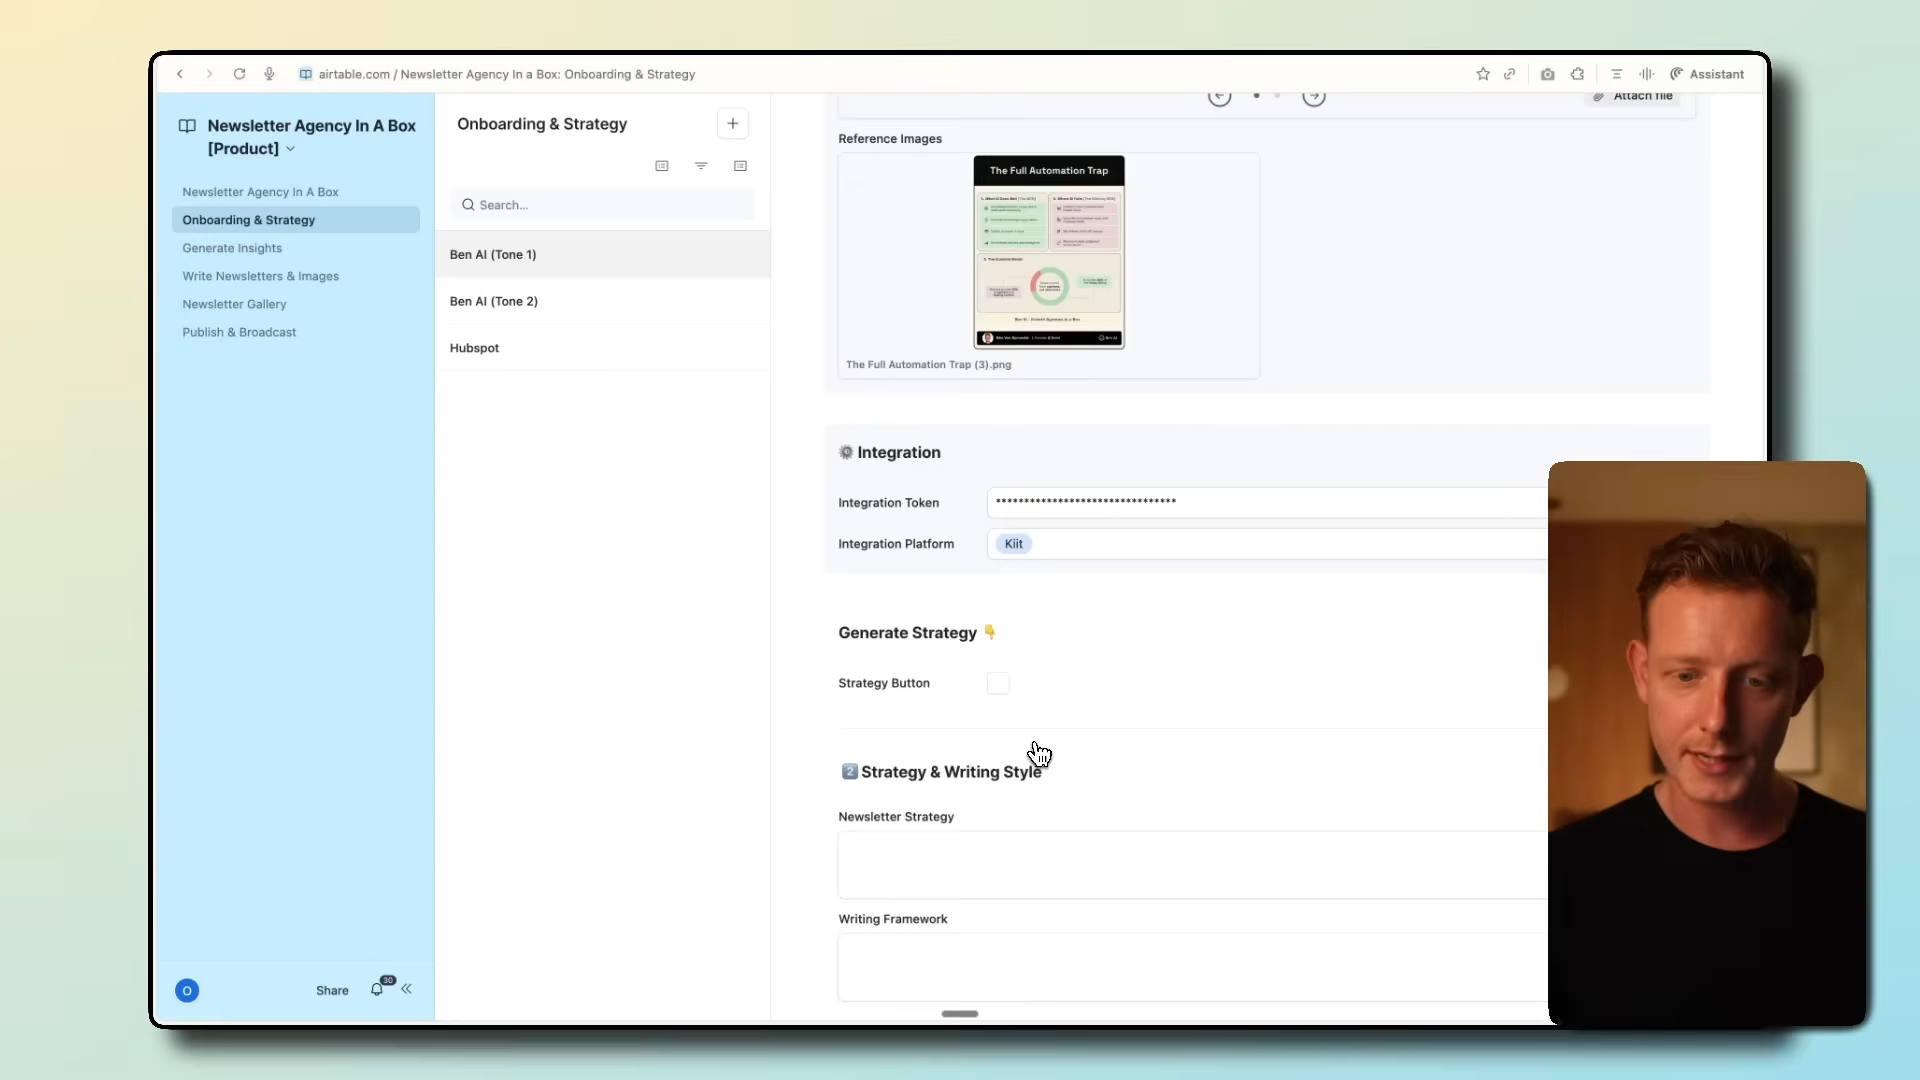 airtable.com / Newsletter Agency In a Box: Onboarding & Strategy
Assistant
Newsletter Agency In A Box
[Product]
Newsletter Agency In A Box
Onboarding & Strategy
Generate Insights
Write Newsletters & Images
Newsletter Gallery
Publish & Broadcast
O
Share
30
Onboarding & Strategy
Search...
Ben AI (Tone 1)
Ben AI (Tone 2)
Hubspot
Attach file
Reference Images
The Full Automation Trap
The Full Automation Trap (3).png
Integration
Integration Token
********************************
Integration Platform
Kiit
Generate Strategy
Strategy Button
2 Strategy & Writing Style
Newsletter Strategy
Writing Framework